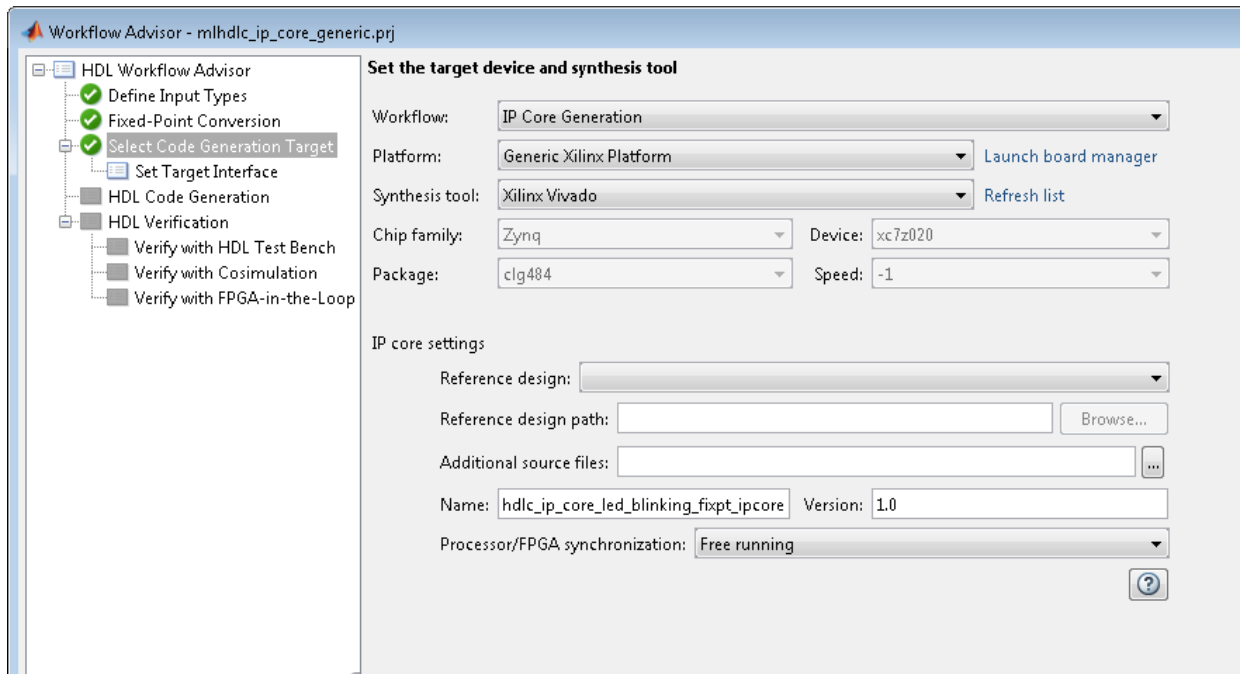 Workflow Advisor - mlhdlc_ip_core_generic.prj
HDL Workflow Advisor
Define Input Types
Fixed-Point Conversion
Select Code Generation Target
Set Target Interface
HDL Code Generation
HDL Verification
Verify with HDL Test Bench
Verify with Cosimulation
Verify with FPGA-in-the-Loop
Set the target device and synthesis tool
Workflow: IP Core Generation
Platform: Generic Xilinx Platform Launch board manager
Synthesis tool: Xilinx Vivado Refresh list
Chip family: Zynq Device: xc7z020
Package: clg484 Speed: -1
IP core settings
Reference design:
Reference design path: Browse...
Additional source files: ...
Name: hdlc_ip_core_led_blinking_fixpt_ipcore Version: 1.0
Processor/FPGA synchronization: Free running
?